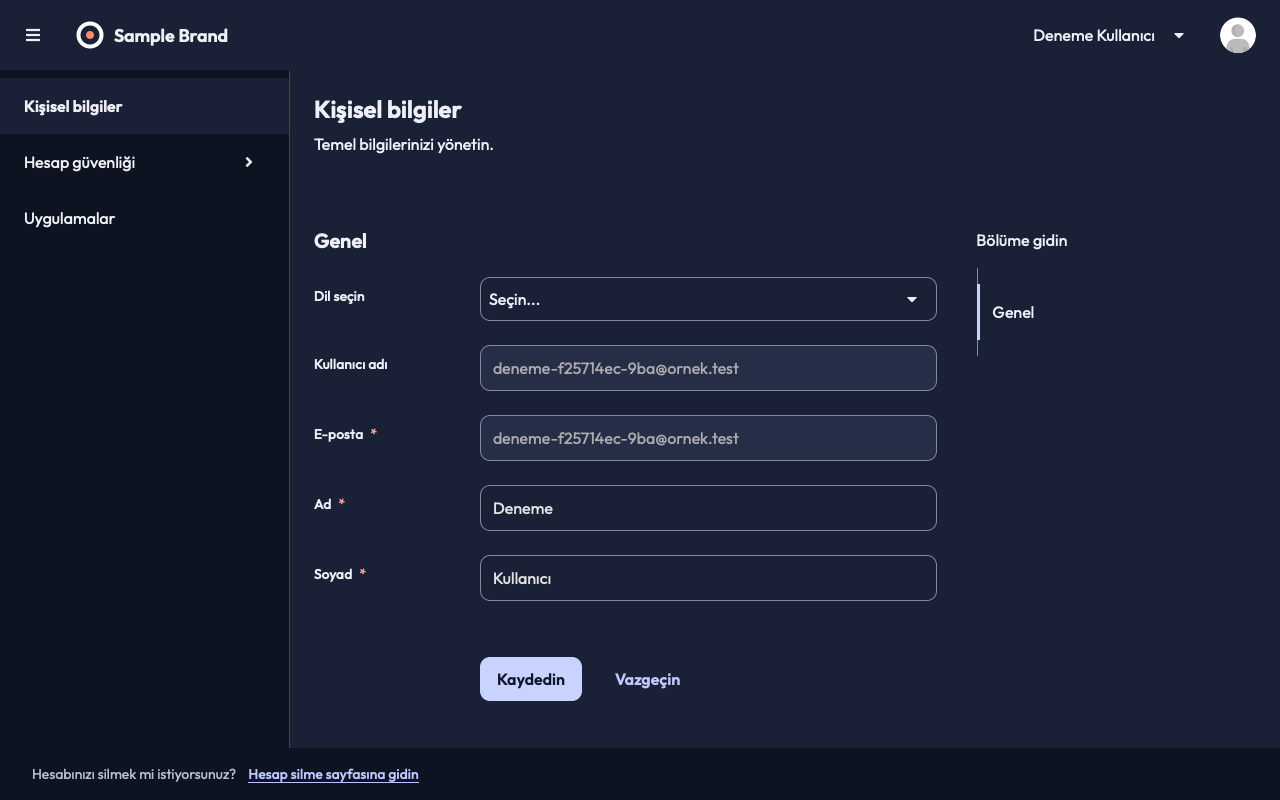 Sample Brand
Deneme Kullanıcı
Kişisel bilgiler
Hesap güvenliği
Uygulamalar
Kişisel bilgiler
Temel bilgilerinizi yönetin.
Genel
Dil seçin
Seçin...
Kullanıcı adı
deneme-f25714ec-9ba@ornek.test
E-posta *
deneme-f25714ec-9ba@ornek.test
Ad *
Deneme
Soyad *
Kullanıcı
Kaydedin
Vazgeçin
Bölüme gidin
Genel
Hesabınızı silmek mi istiyorsunuz? Hesap silme sayfasına gidin